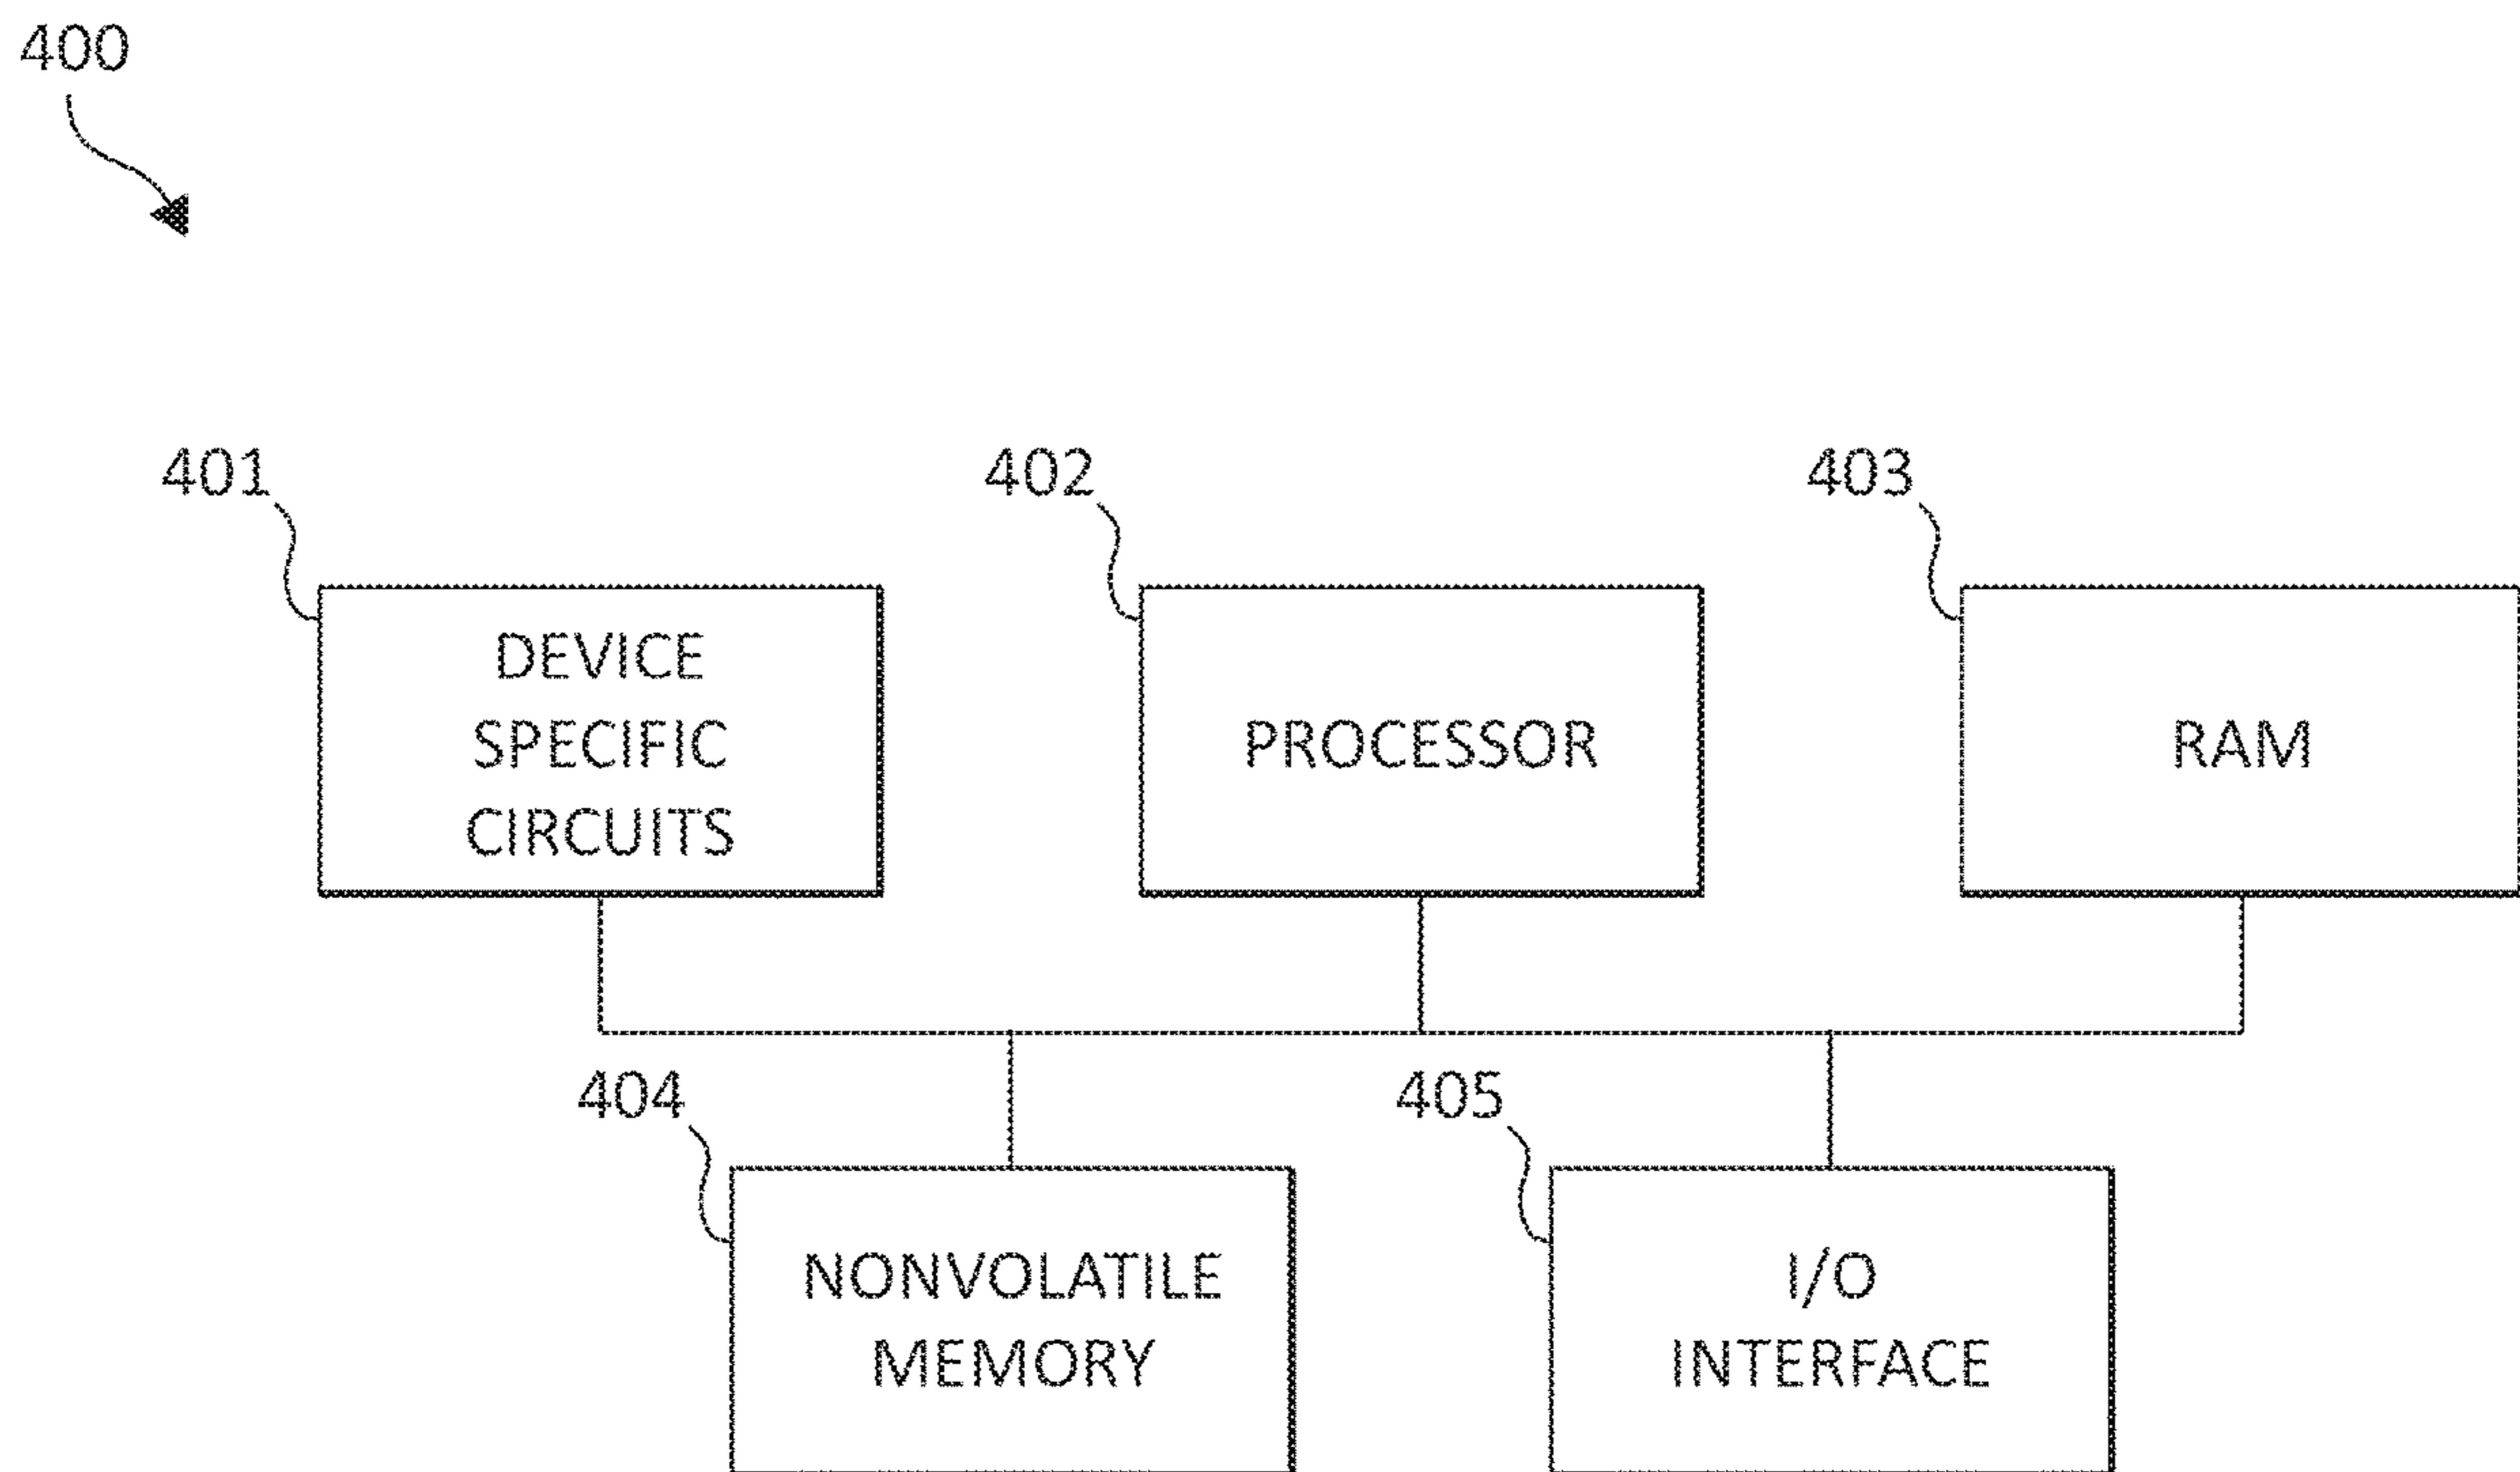 400
401
402
403
DEVICE
SPECIFIC
CIRCUITS
PROCESSOR
RAM
404
405
NONVOLATILE
MEMORY
I/O
INTERFACE